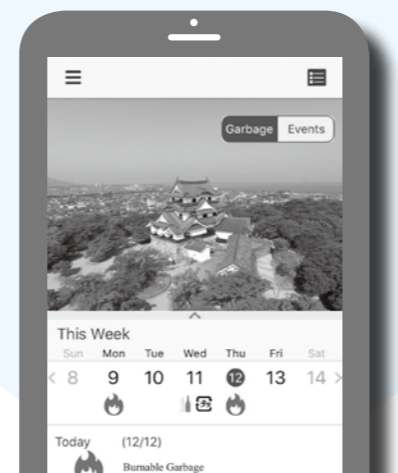 Garbage Events
This Week
Sun Mon Tue Wed Thu Fri Sat
< 8 9 10 11 12 13 14 >
Today (12/12)
Burnable Garbage